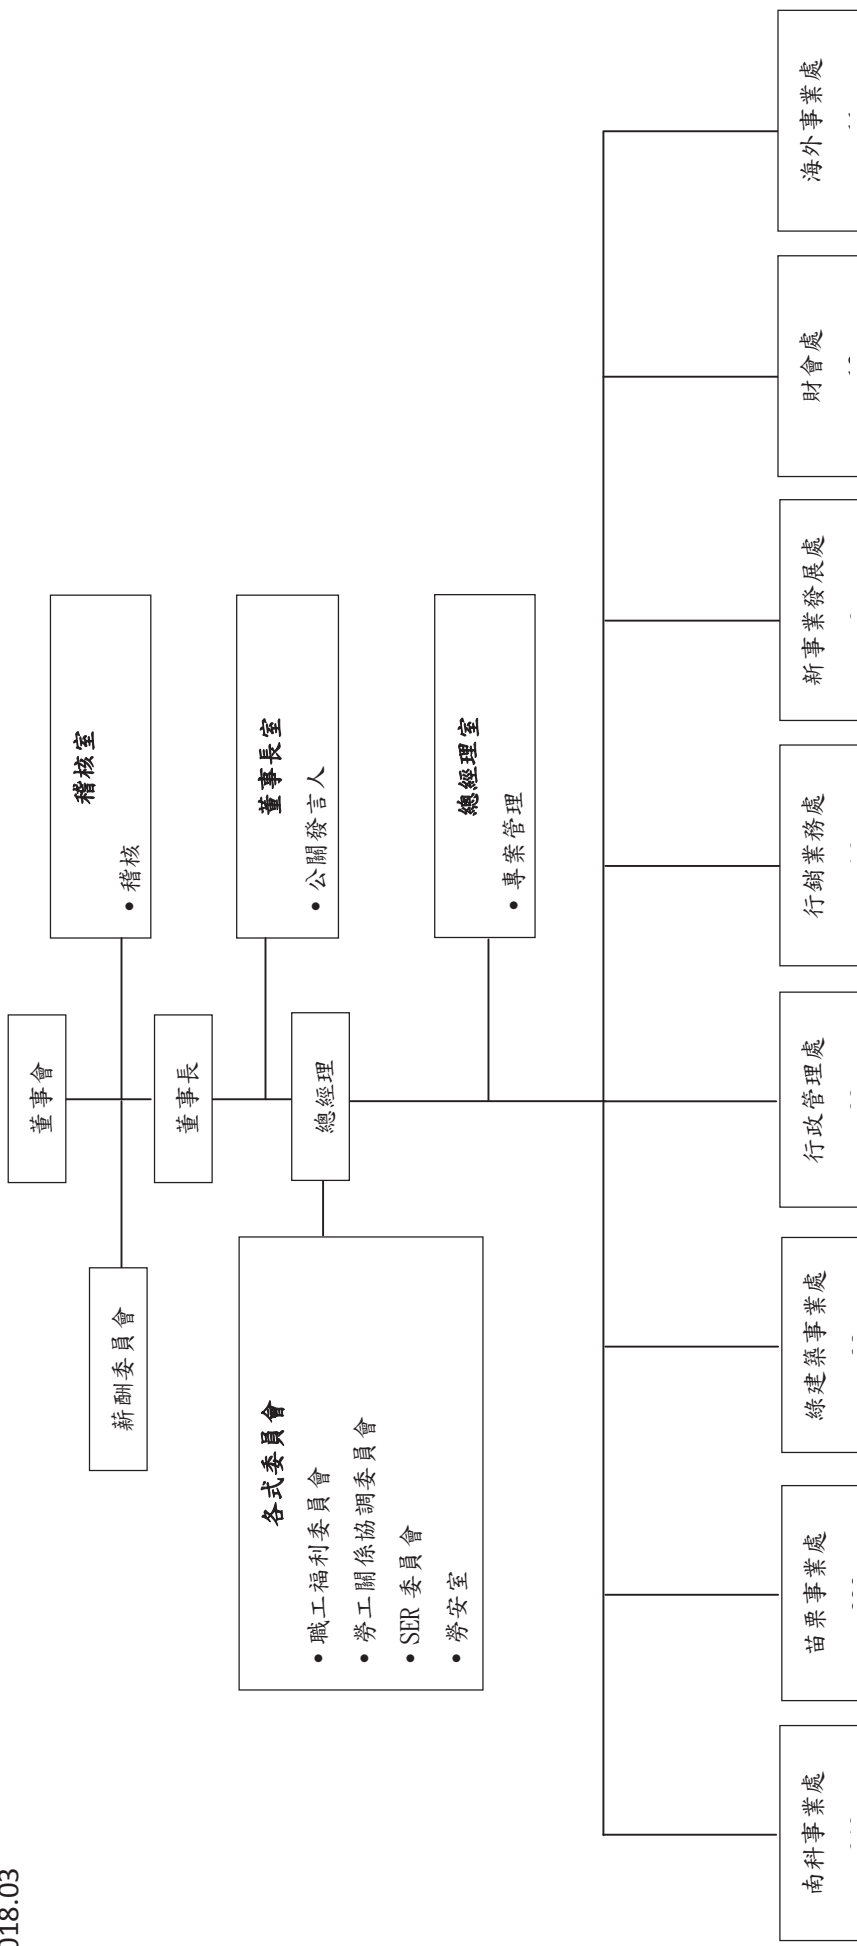 018.03
董事會
稽核室
• 稽核
薪酬委員會
董事長
董事長室
• 公關發言人
總經理
各式委員會
• 職工福利委員會
• 勞工關係協調委員會
• SER 委員會
• 勞安室
總經理室
• 專案管理
南科事業處
苗栗事業處
綠建築事業處
行政管理處
行銷業務處
新事業發展處
財會處
海外事業處